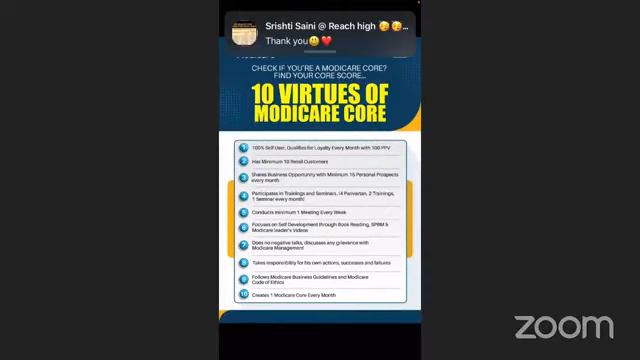 Srishti Saini @ Reach high 🥰🥰...
Thank you😃❤️
CHECK IF YOU'RE A MODICARE CORE?
FIND YOUR CORE SCORE...
10 VIRTUES OF
MODICARE CORE
1 100% Self User, Qualifies for Loyalty Every Month with 100 PPV
2 Has Minimum 10 Retail Customers
3 Shares Business Opportunity with Minimum 15 Personal Prospects
every month
4 Participates in Trainings and Seminars, (4 Parivartan, 2 Trainings,
1 Seminar every month)
5 Conducts minimum 1 Meeting Every Week
6 Focuses on Self Development through Book Reading, SPBM &
Modicare leader's Videos
7 Does no negative talks, discusses any grievance with
Modicare Management
8 Takes responsibility for his own actions, successes and failures
9 Follows Modicare Business Guidelines and Modicare
Code of Ethics
10 Creates 1 Modicare Core Every Month
zoom